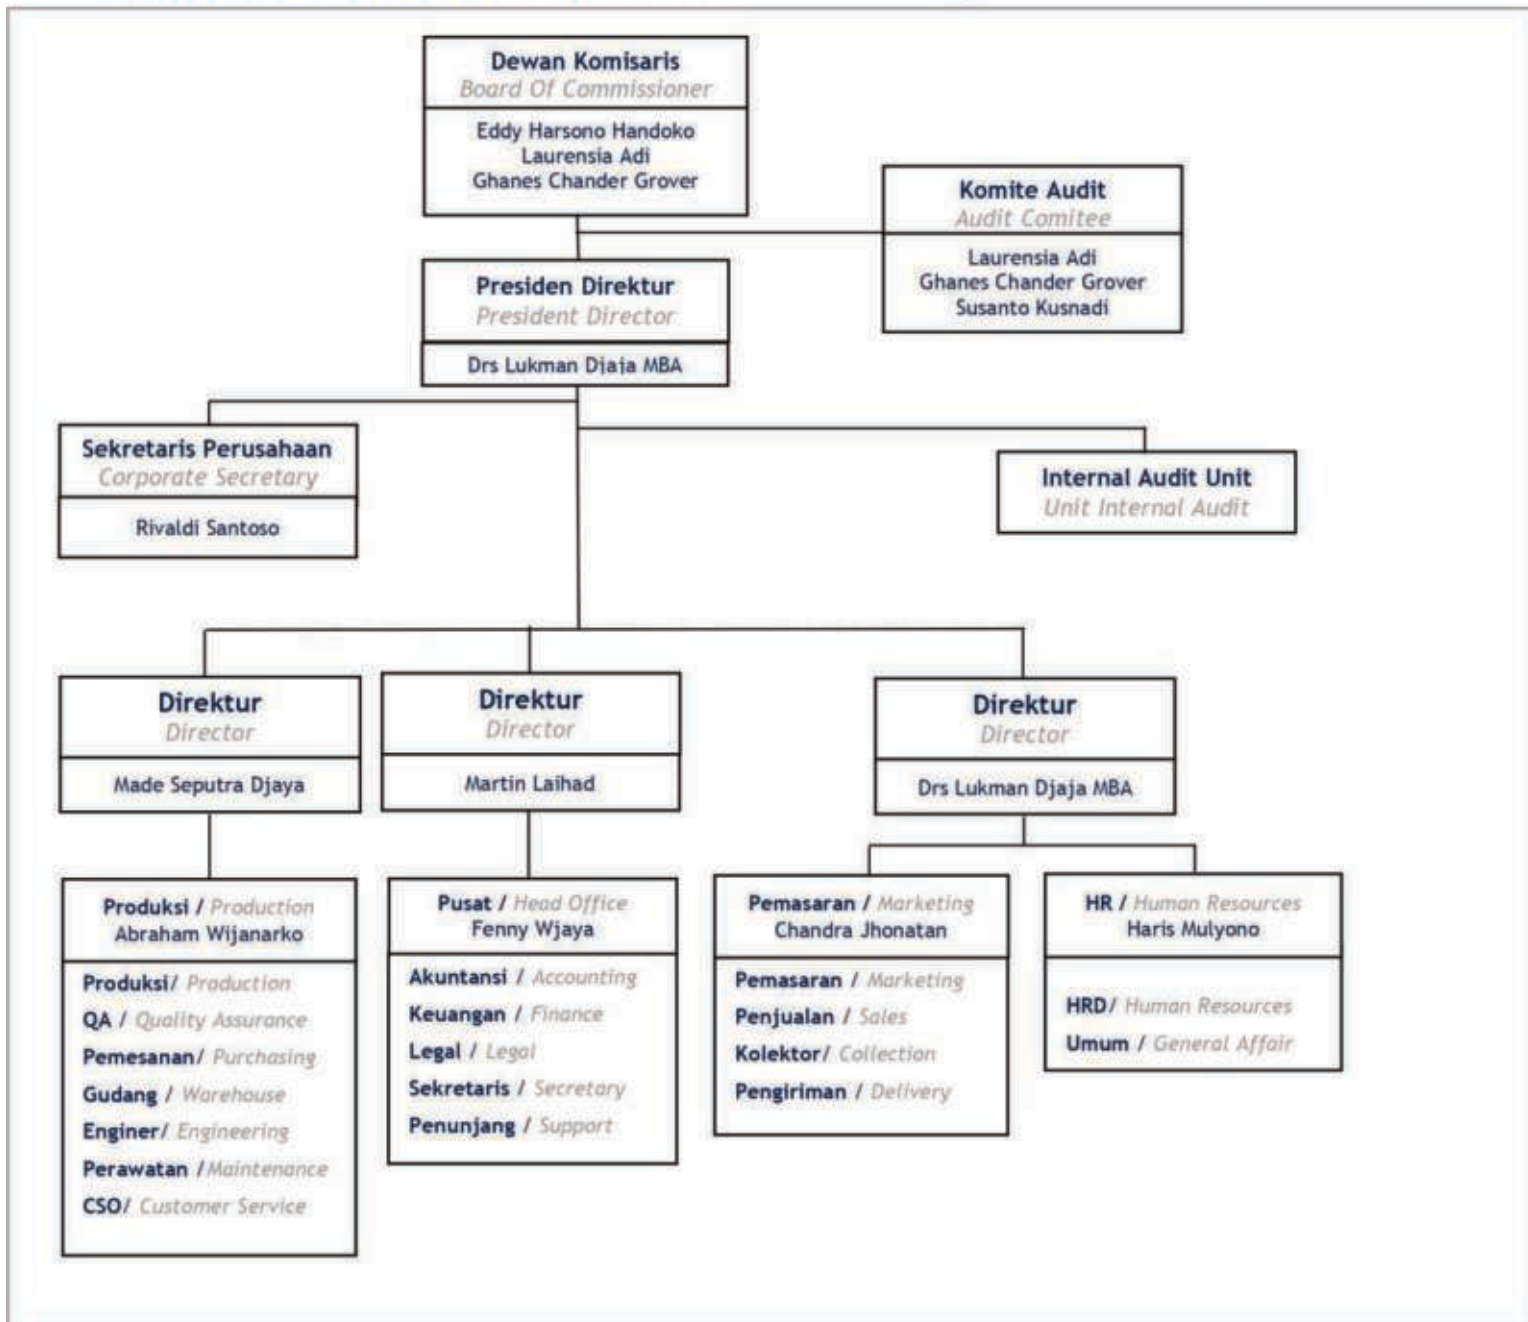 Dewan Komisaris
Board Of Commissioner
Eddy Harsono Handoko
Laurensia Adi
Ghanes Chander Grover
Komite Audit
Audit Comitee
Laurensia Adi
Ghanes Chander Grover
Susanto Kusnadi
Presiden Direktur
President Director
Drs Lukman Djaja MBA
Sekretaris Perusahaan
Corporate Secretary
Rivaldi Santoso
Internal Audit Unit
Unit Internal Audit
Direktur
Director
Made Seputra Djaya
Direktur
Director
Martin Laihad
Direktur
Director
Drs Lukman Djaja MBA
Produksi / Production
Abraham Wijanarko
Produksi/ Production
QA / Quality Assurance
Pemesanan/ Purchasing
Gudang / Warehouse
Enginer/ Engineering
Perawatan /Maintenance
CSO/ Customer Service
Pusat / Head Office
Fenny Wjaya
Akuntansi / Accounting
Keuangan / Finance
Legal / Legal
Sekretaris / Secretary
Penunjang / Support
Pemasaran / Marketing
Chandra Jhonatan
Pemasaran / Marketing
Penjualan / Sales
Kolektor/ Collection
Pengiriman / Delivery
HR / Human Resources
Haris Mulyono
HRD/ Human Resources
Umum / General Affair